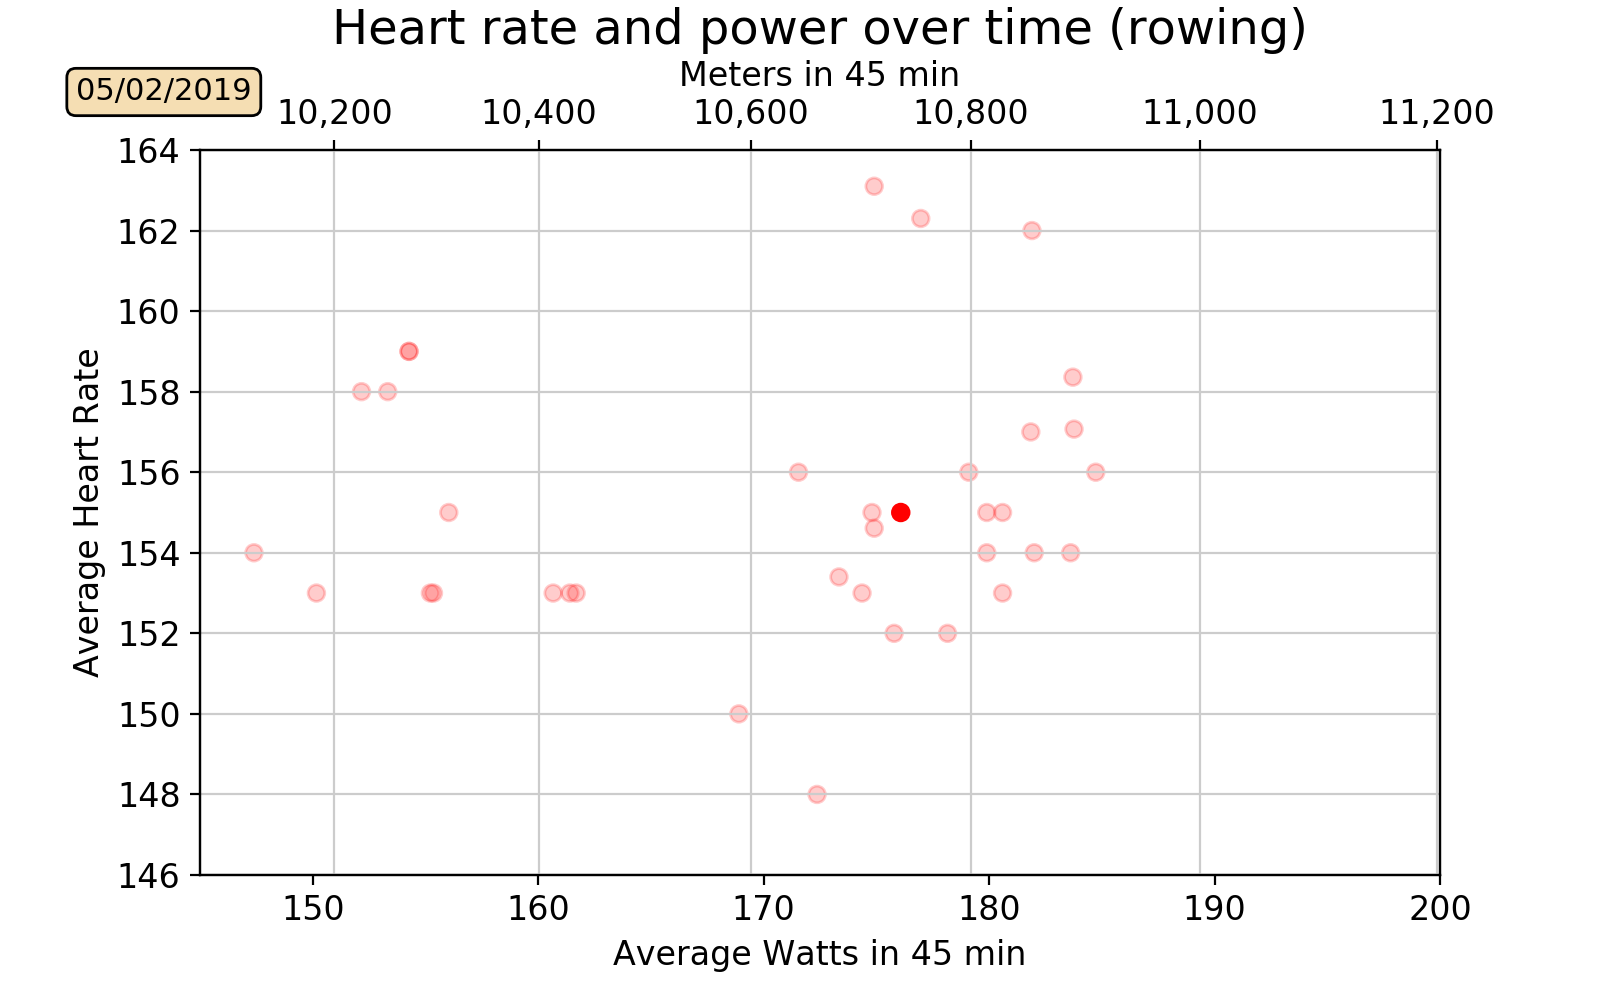 Heart rate and power over time (rowing)
Meters in 45 min
05/02/2019
10,200 10,400 10,600 10,800 11,000 11,200
164
162
160
158
156
154
152
150
148
146
Average Heart Rate
150 160 170 180 190 200
Average Watts in 45 min